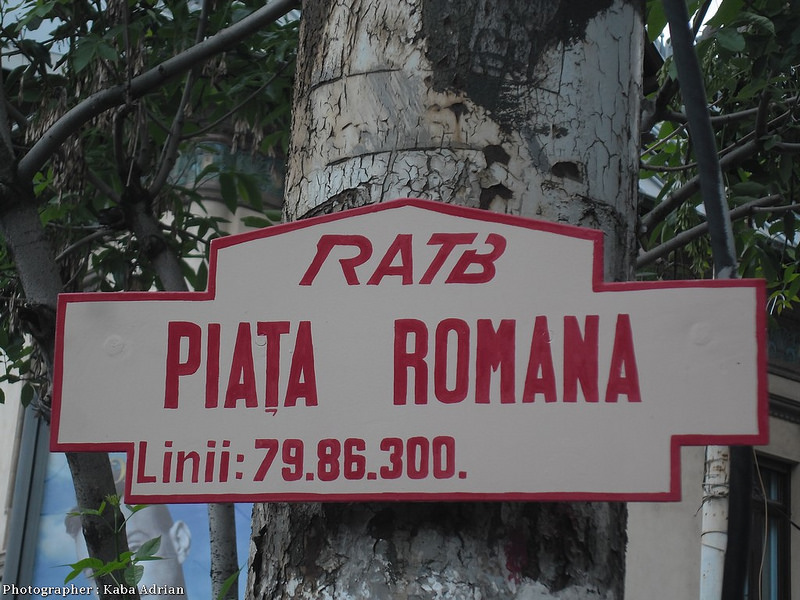 RATB
PIAȚA ROMANA
Linii: 79.86.300.
Photographer : Kaba Adrian